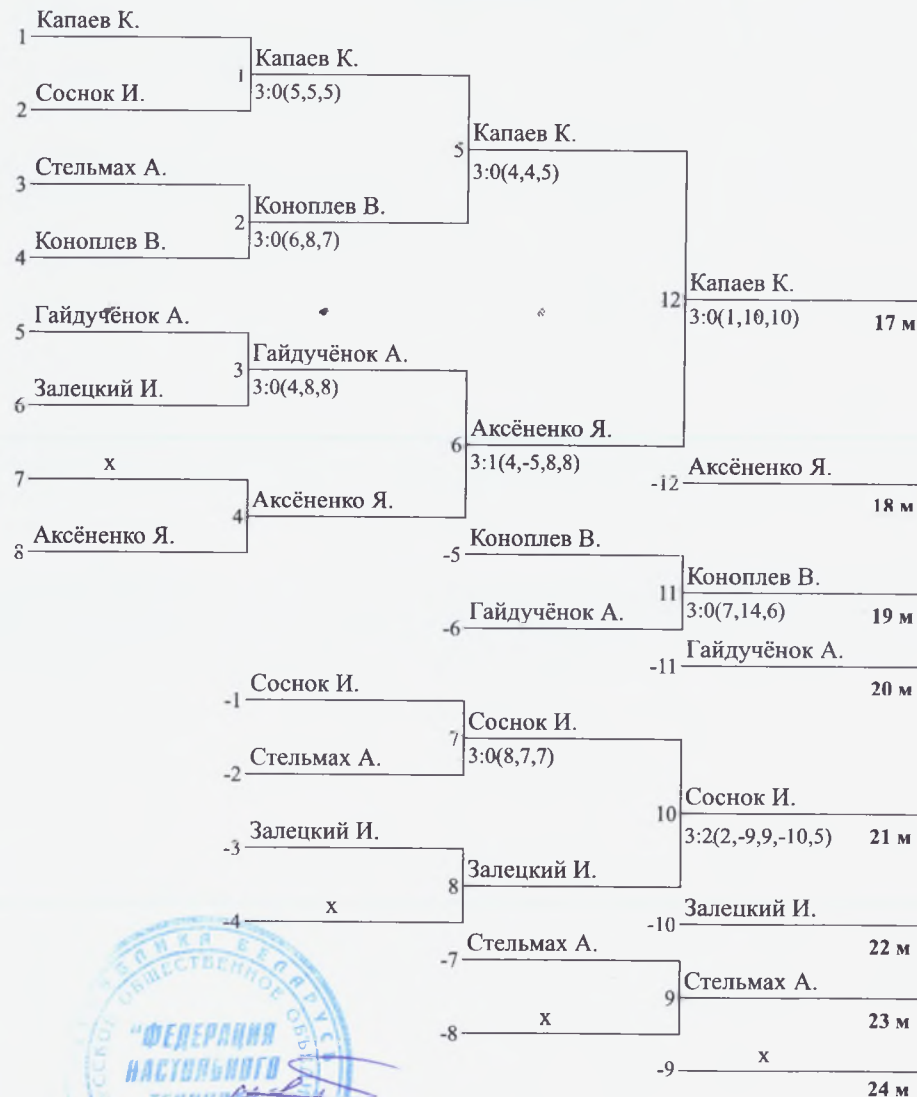 1 Капаев К.
1 Капаев К.
2 Соснок И.
3:0(5,5,5)
5 Капаев К.
3:0(4,4,5)
3 Стельмах А.
2 Коноплев В.
4 Коноплев В.
3:0(6,8,7)
12 Капаев К.
3:0(1,10,10) 17 м
5 Гайдучёнок А.
3 Гайдучёнок А.
6 Залецкий И.
3:0(4,8,8)
6 Аксёненко Я.
3:1(4,-5,8,8)
7 х
4 Аксёненко Я.
8 Аксёненко Я.
-12 Аксёненко Я.
18 м
-5 Коноплев В.
11 Коноплев В.
-6 Гайдучёнок А.
3:0(7,14,6) 19 м
-11 Гайдучёнок А.
20 м
-1 Соснок И.
7 Соснок И.
-2 Стельмах А.
3:0(8,7,7)
10 Соснок И.
3:2(2,-9,9,-10,5) 21 м
-3 Залецкий И.
8 Залецкий И.
-4 х
-10 Залецкий И.
22 м
-7 Стельмах А.
9 Стельмах А.
-8 х
23 м
-9 х
24 м
БЕЛАРУСЬ
ОБЩЕСТВЕННОЕ
"ФЕДЕРАЦИЯ
НАСТОЛЬНОГО